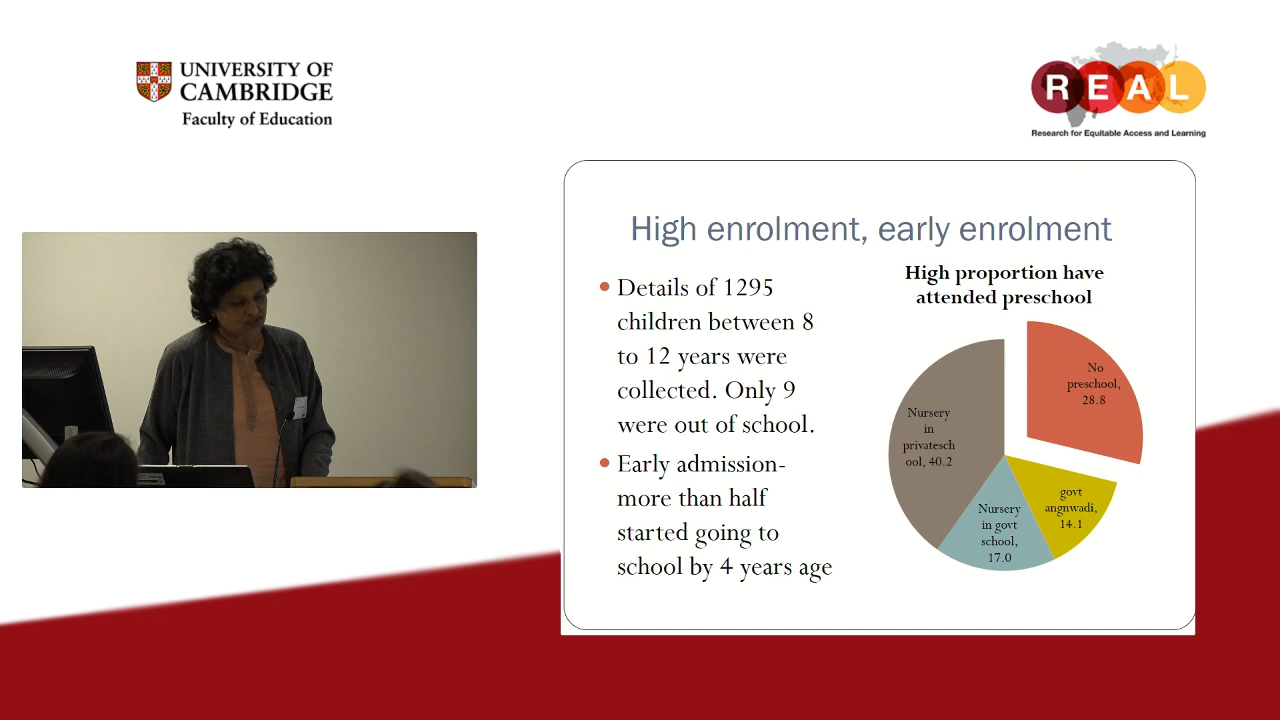 UNIVERSITY OF
CAMBRIDGE
Faculty of Education
R E A L
Research for Equitable Access and Learning
High enrolment, early enrolment
Details of 1295
children between 8
to 12 years were
collected. Only 9
were out of school.
Early admission-
more than half
started going to
school by 4 years age
High proportion have
attended preschool
No
preschool,
28.8
govt
angnwadi,
14.1
Nursery
in govt
school,
17.0
Nursery
in
privatesch
ool, 40.2